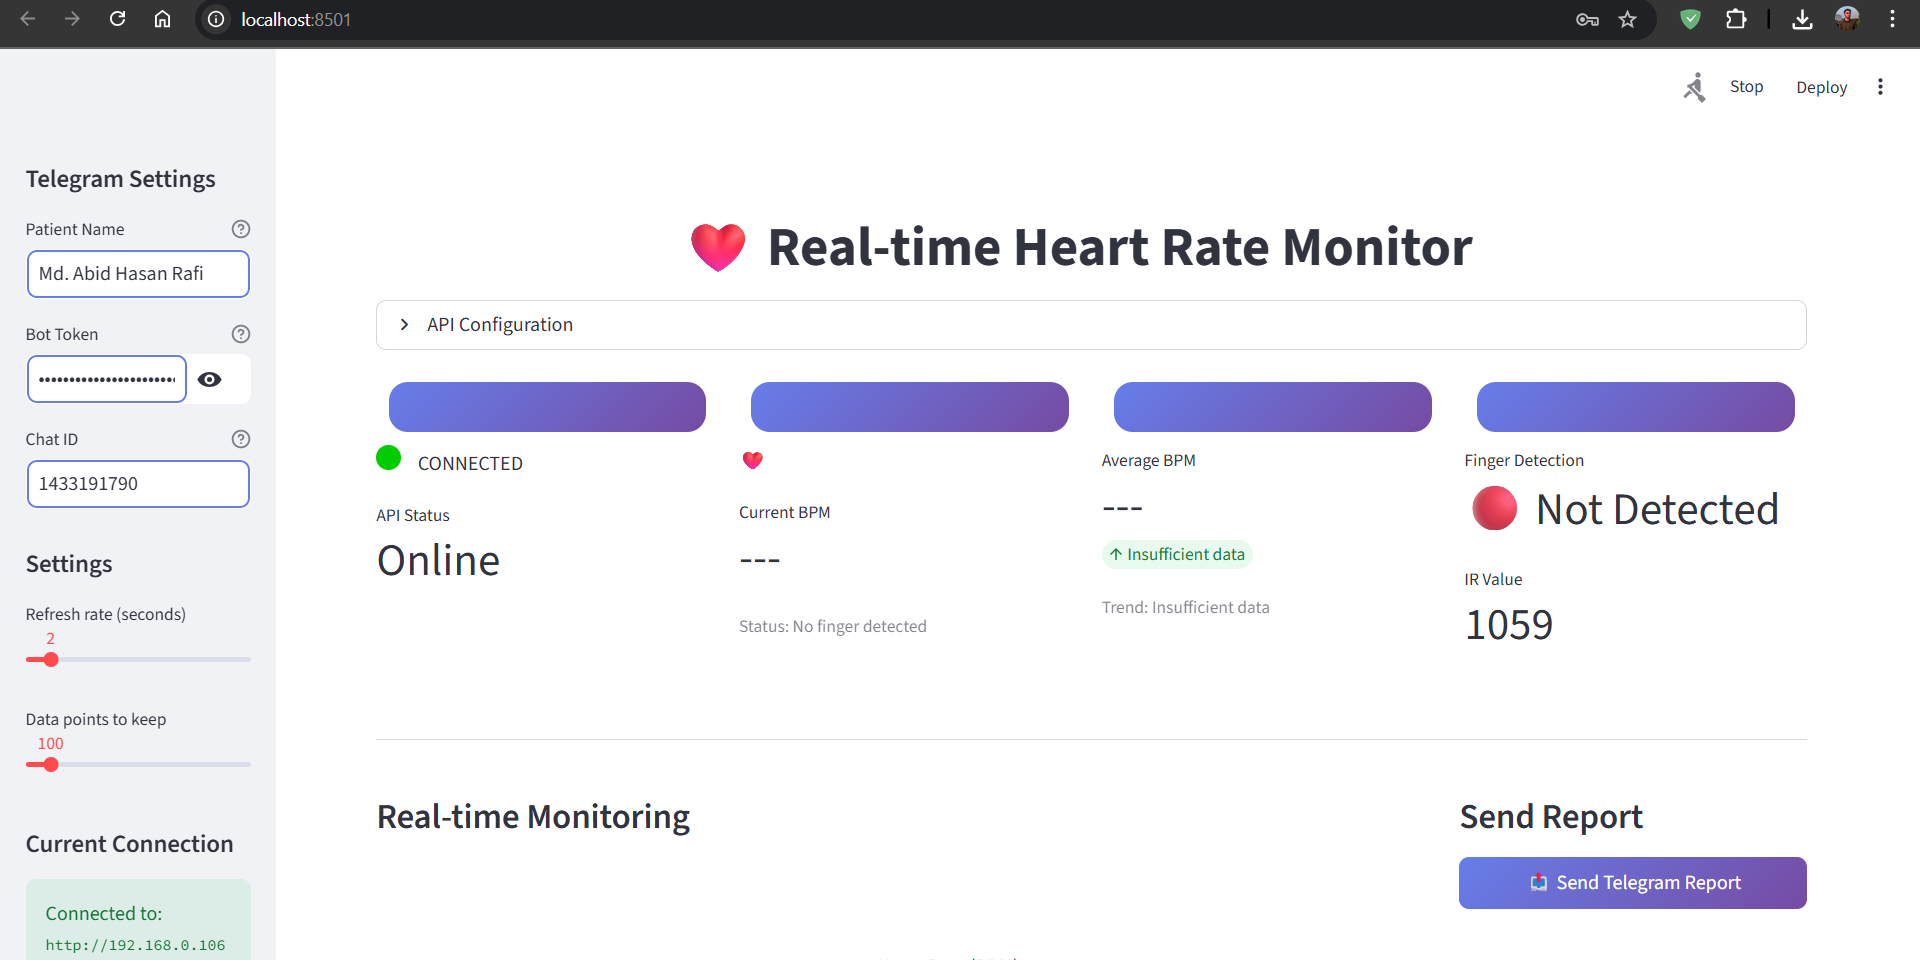 localhost:8501
Stop
Deploy
Telegram Settings
Patient Name
Md. Abid Hasan Rafi
Bot Token
Chat ID
1433191790
Settings
Refresh rate (seconds)
2
Data points to keep
100
Current Connection
Connected to:
http://192.168.0.106
Real-time Heart Rate Monitor
API Configuration
CONNECTED
API Status
Online
Current BPM
---
Status: No finger detected
Average BPM
---
↑ Insufficient data
Trend: Insufficient data
Finger Detection
Not Detected
IR Value
1059
Real-time Monitoring
Send Report
Send Telegram Report